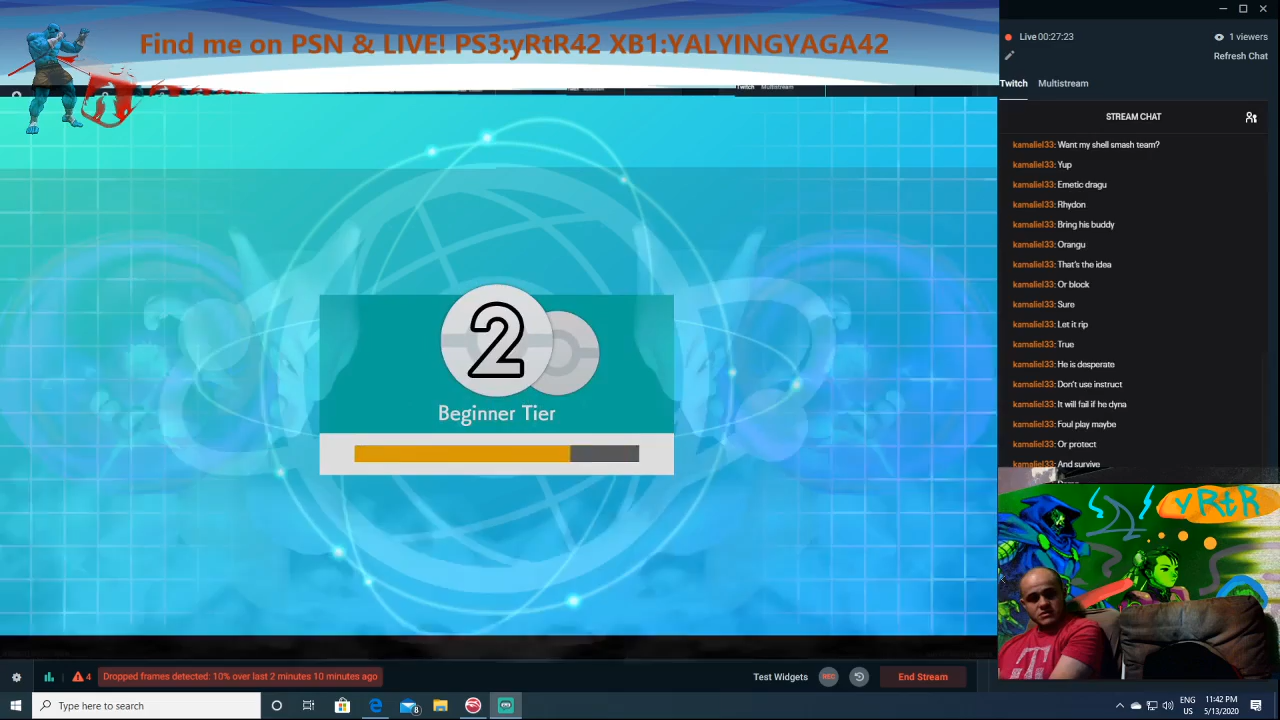 Find me on PSN & LIVE! PS3:yRtR42 XB1:YALYINGYAGA42
Twitch Multistream
2
Beginner Tier
Live 00:27:23
1 viewers
Refresh Chat
Twitch Multistream
STREAM CHAT
kamaliel33: Want my shell smash team?
kamaliel33: Yup
kamaliel33: Emetic dragu
kamaliel33: Rhydon
kamaliel33: Bring his buddy
kamaliel33: Orangu
kamaliel33: That's the idea
kamaliel33: Or block
kamaliel33: Sure
kamaliel33: Let it rip
kamaliel33: True
kamaliel33: He is desperate
kamaliel33: Don't use instruct
kamaliel33: It will fail if he dyna
kamaliel33: Foul play maybe
kamaliel33: Or protect
kamaliel33: And survive
yRtR
4 Dropped frames detected: 10% over last 2 minutes 10 minutes ago
Test Widgets REC End Stream
Type here to search
8
ENG
US
11:42 PM
5/13/2020